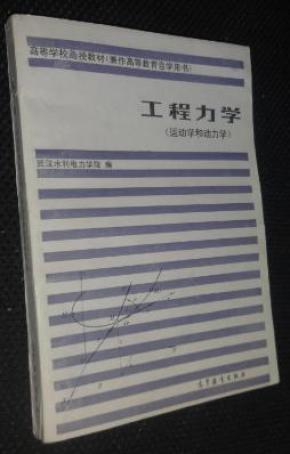 高等学校函授教材(兼作高等教育自学用书)
工程力学
(运动学和动力学)
武汉水利电力学院 编
高等教育出版社